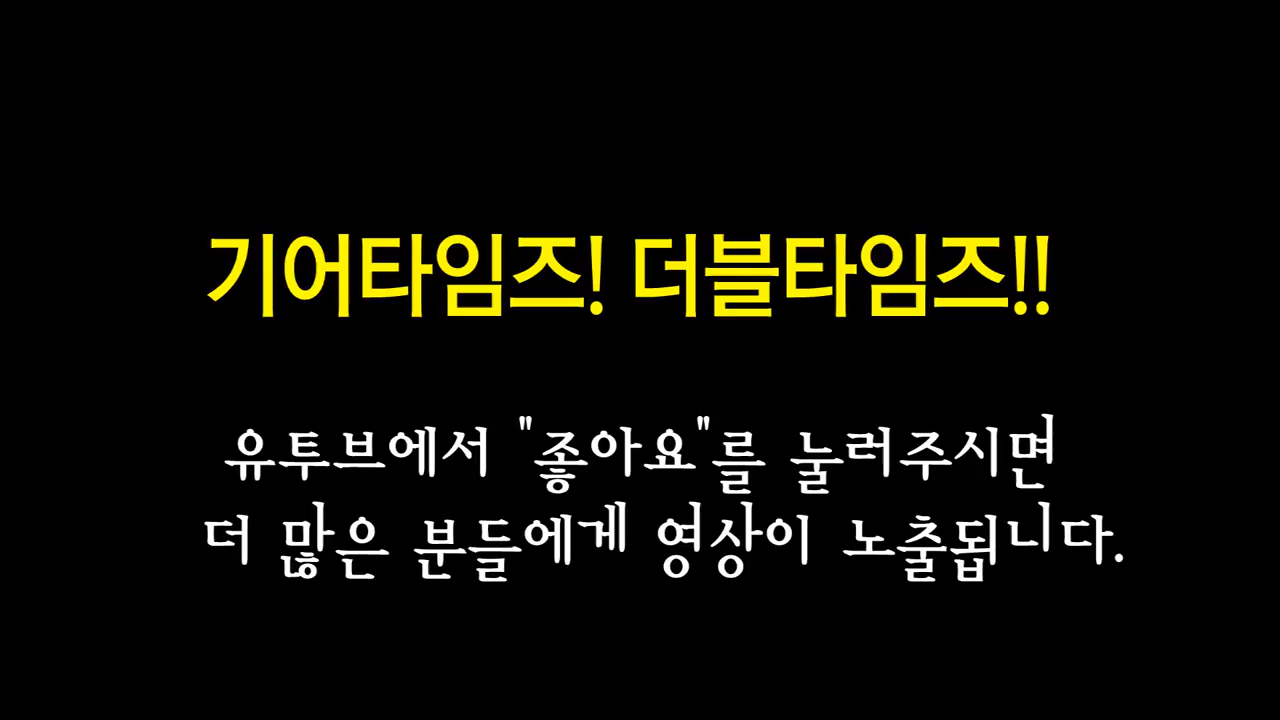 기어타임즈! 더블타임즈!!
유투브에서 "좋아요"를 눌러주시면
더 많은 분들에게 영상이 노출됩니다.